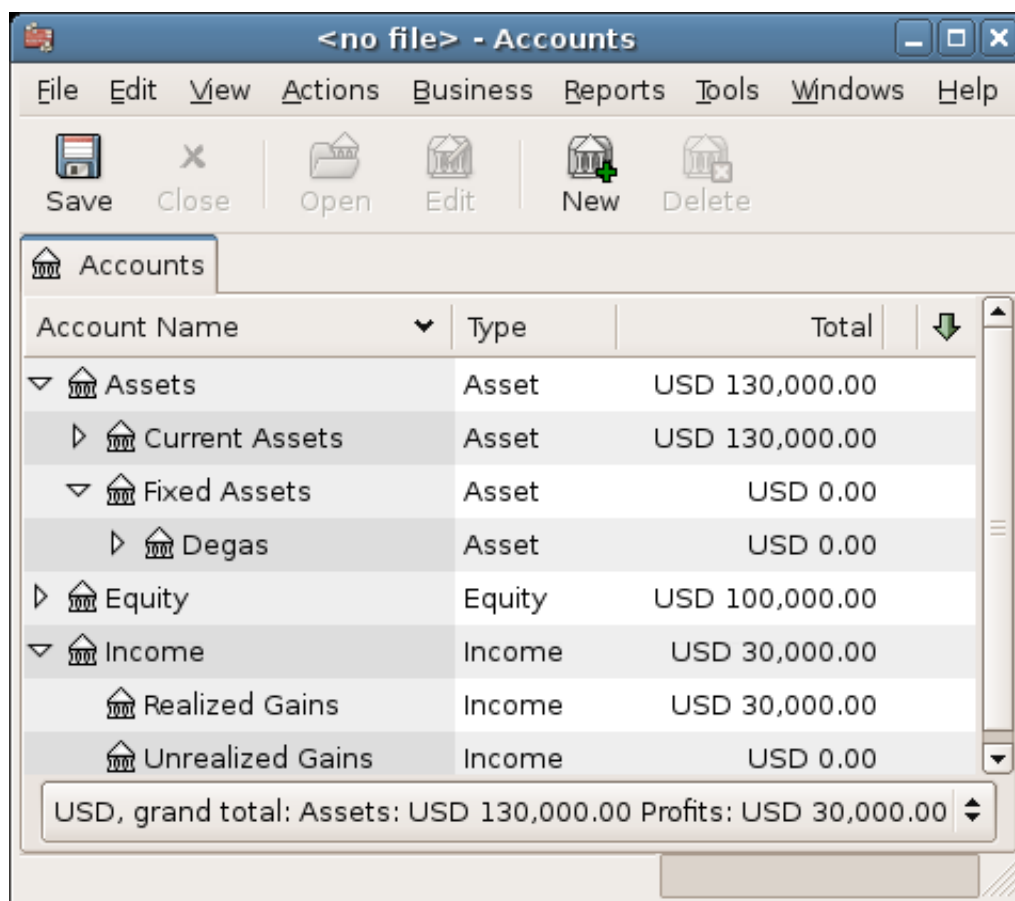 <no file> - Accounts
File Edit View Actions Business Reports Tools Windows Help
Save Close Open Edit New Delete
Accounts
Account Name Type Total
Assets Asset USD 130,000.00
Current Assets Asset USD 130,000.00
Fixed Assets Asset USD 0.00
Degas Asset USD 0.00
Equity Equity USD 100,000.00
Income Income USD 30,000.00
Realized Gains Income USD 30,000.00
Unrealized Gains Income USD 0.00
USD, grand total: Assets: USD 130,000.00 Profits: USD 30,000.00